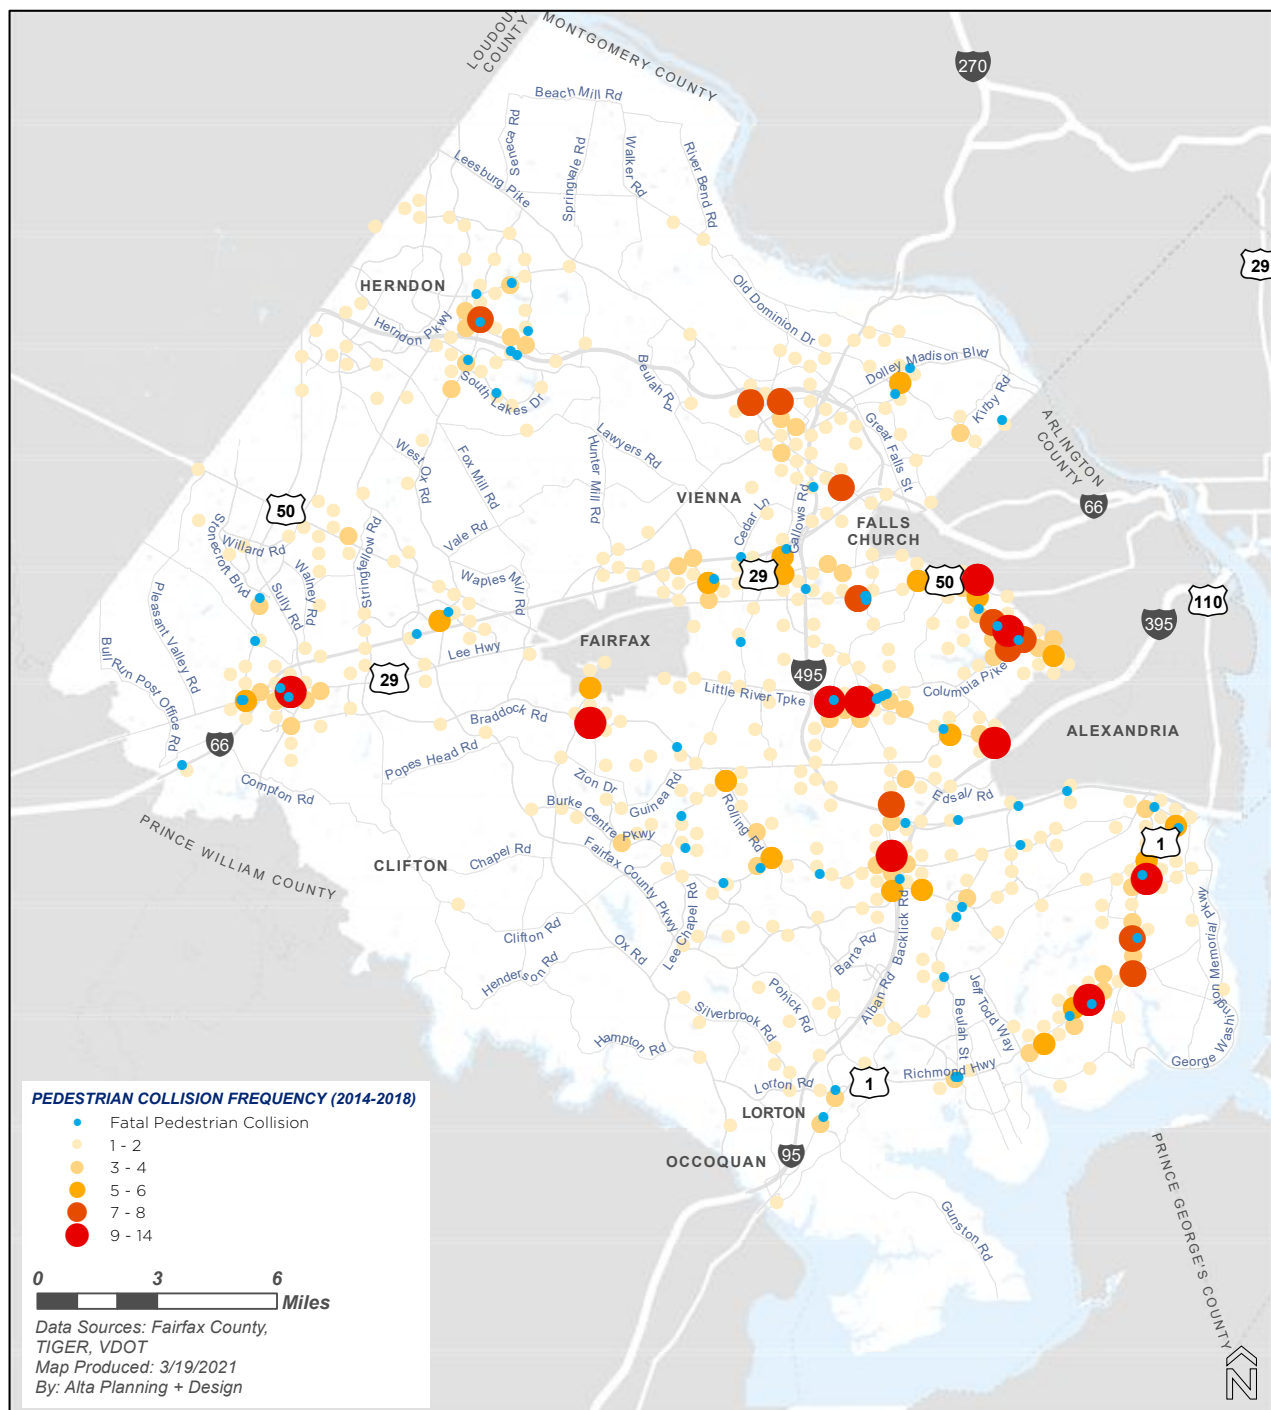 LOUDOUN
COUNTY
MONTGOMERY COUNTY
270
Beach Mill Rd
Seneca Rd
Springvale Rd
Walker Rd
River Bend Rd
Leesburg Pike
29
HERNDON
Herndon Pkwy
Old Dominion Dr
Dolley Madison Blvd
Kirby Rd
Beulah Rd
South Lakes Dr
Great Falls St
ARLINGTON
COUNTY
Lawyers Rd
Hunter Mill Rd
West Ox Rd
Fox Mill Rd
VIENNA
Cedar Ln
Gallows Rd
66
50
FALLS
CHURCH
Stonecroft Blvd
Willard Rd
Vale Rd
Stringfellow Rd
Walney Rd
Sully Rd
Waples Mill Rd
29
50
110
Pleasant Valley Rd
Bull Run Post Office Rd
FAIRFAX
395
Lee Hwy
29
495
Little River Tpke
Columbia Pike
Braddock Rd
ALEXANDRIA
66
Popes Head Rd
Compton Rd
Zion Dr
Guinea Rd
Rolling Rd
Edsall Rd
Burke Centre Pkwy
PRINCE WILLIAM COUNTY
CLIFTON
Chapel Rd
Fairfax County Pkwy
1
Lee Chapel Rd
Backlick Rd
George Washington Memorial Pkwy
Clifton Rd
Ox Rd
Henderson Rd
Barta Rd
Alban Rd
Pohick Rd
Jeff Todd Way
Beulah St
Silverbrook Rd
Hampton Rd
Richmond Hwy
Lorton Rd
1
LORTON
OCCOQUAN
95
Gunston Rd
PRINCE GEORGE'S COUNTY
PEDESTRIAN COLLISION FREQUENCY (2014-2018)
Fatal Pedestrian Collision
1 - 2
3 - 4
5 - 6
7 - 8
9 - 14
0 3 6
Miles
Data Sources: Fairfax County,
TIGER, VDOT
Map Produced: 3/19/2021
By: Alta Planning + Design
N